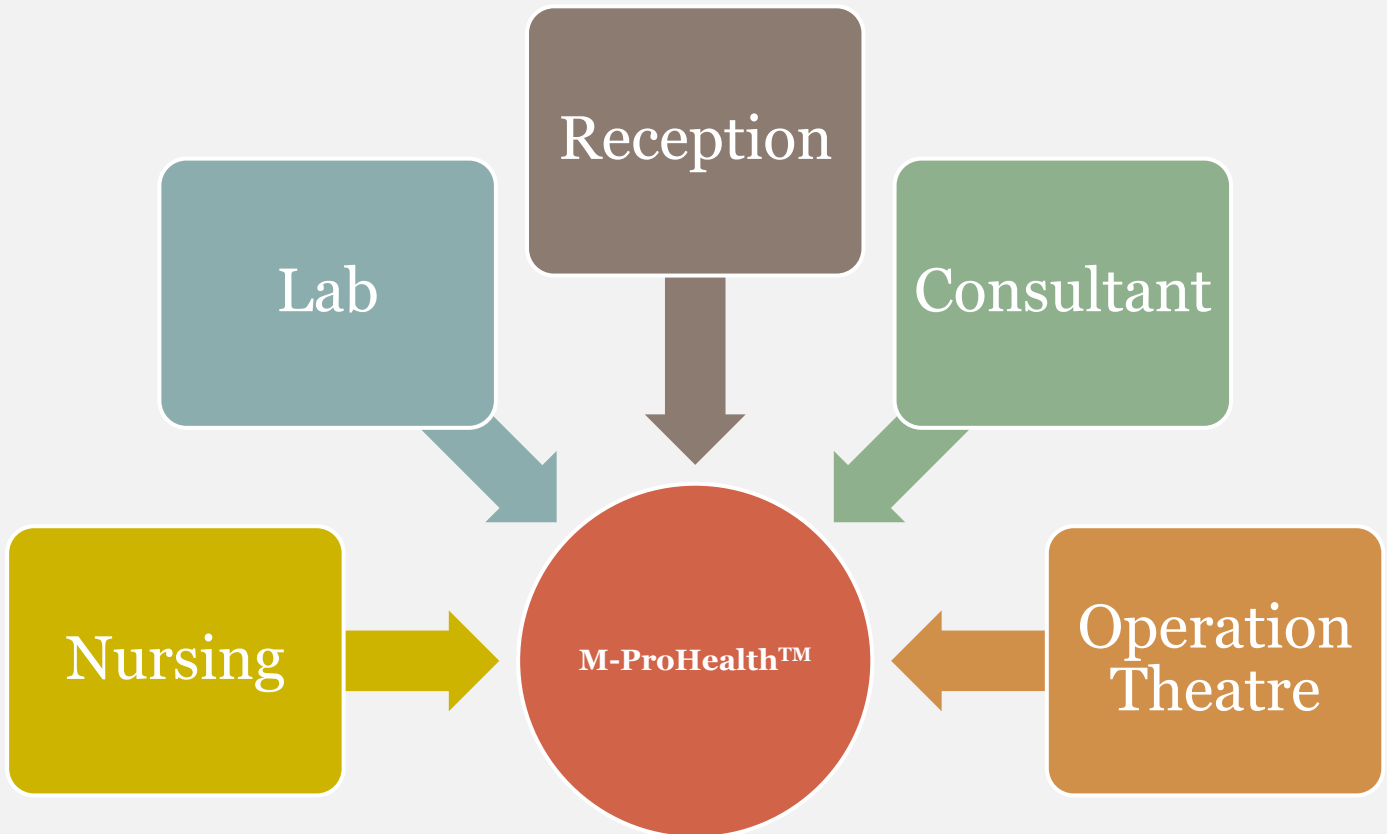 Reception
Lab
Consultant
Nursing
M-ProHealth™
Operation
Theatre